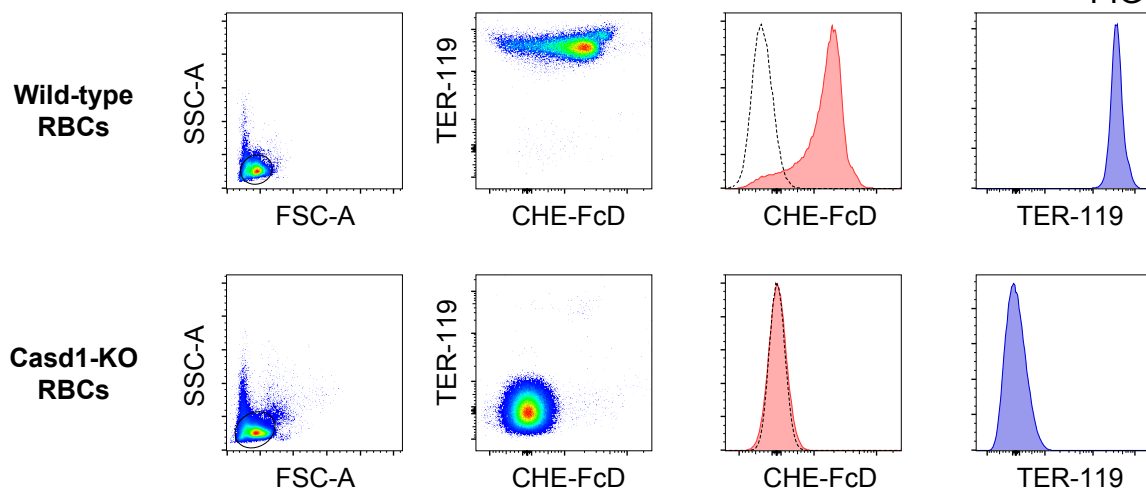 Wild-type
RBCs
SSC-A
FSC-A
TER-119
CHE-FcD
CHE-FcD
TER-119
Casd1-KO
RBCs
SSC-A
FSC-A
TER-119
CHE-FcD
CHE-FcD
TER-119